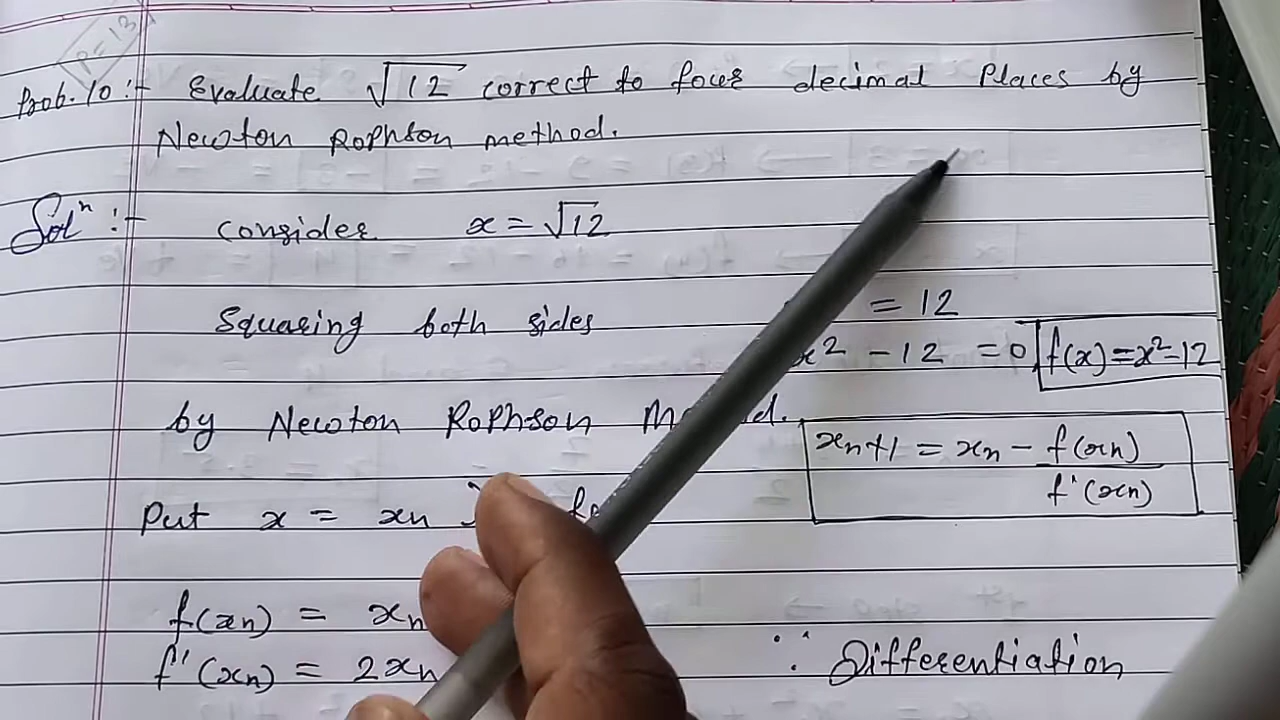 Prob. 10 :- Evaluate √12 correct to four decimal Places by
Newton Rophson method.
Solⁿ :- consider x = √12
Squaring both sides = 12
x² - 12 = 0 f(x) = x² - 12
by Newton Rophson
xn+1 = xn - f(xn) / f'(xn)
Put x = xn
f(xn) = xn
f'(xn) = 2xn ∵ Differentiation